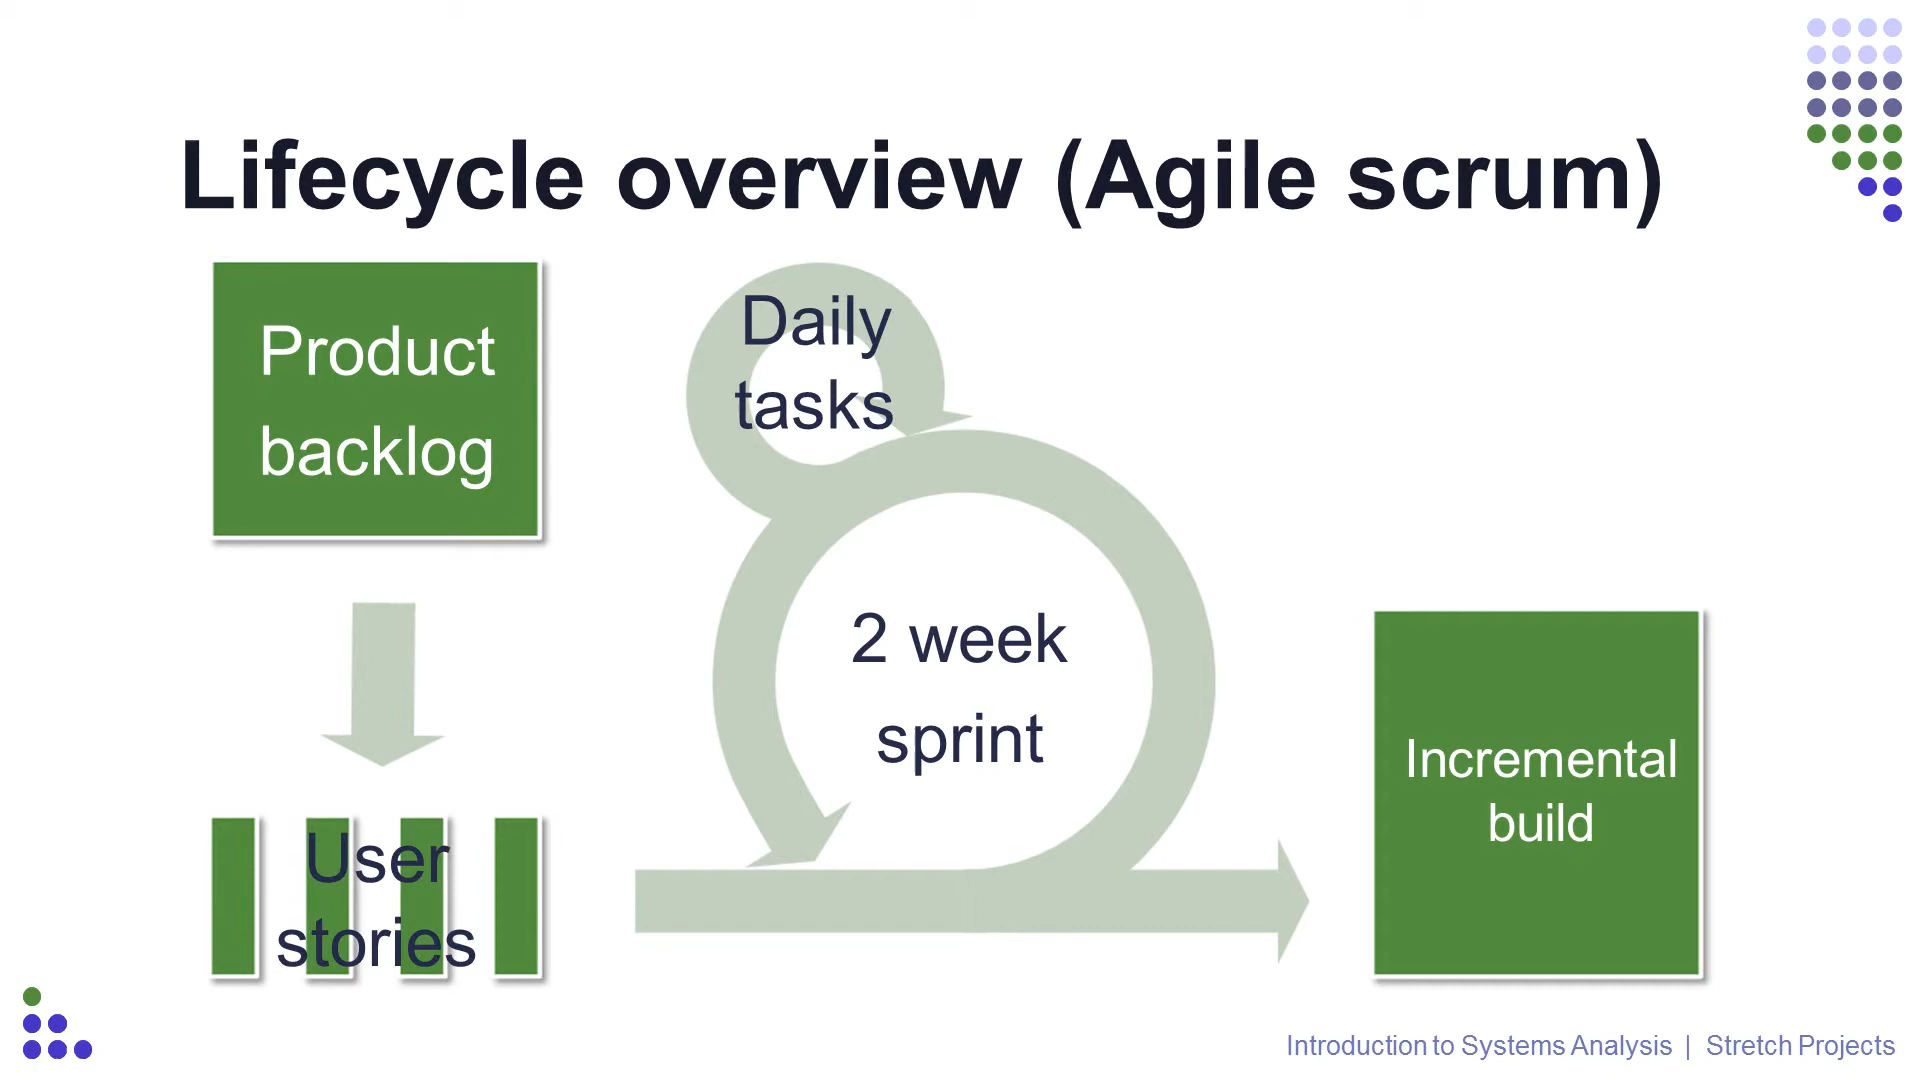 Lifecycle overview (Agile scrum)
Product
backlog
Daily
tasks
2 week
sprint
User
stories
Incremental
build
Introduction to Systems Analysis | Stretch Projects